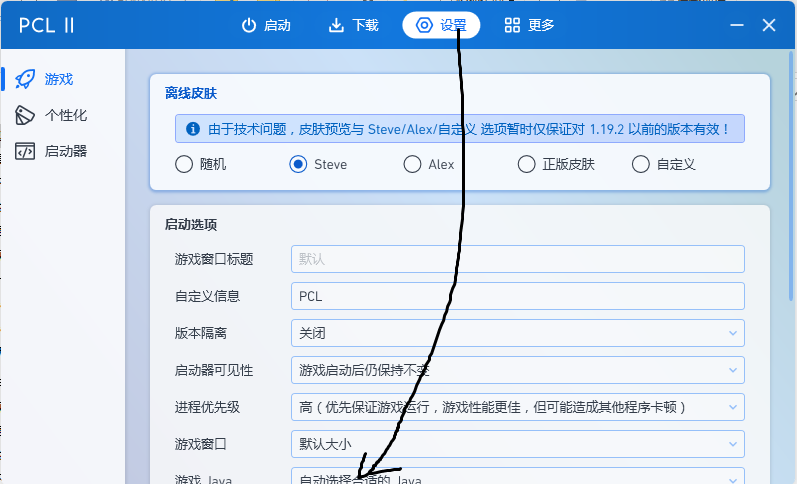 PCL II 启动 下载 设置 更多
游戏
个性化
启动器
离线皮肤
由于技术问题，皮肤预览与 Steve/Alex/自定义 选项暂时仅保证对 1.19.2 以前的版本有效！
随机 Steve Alex 正版皮肤 自定义
启动选项
游戏窗口标题 默认
自定义信息 PCL
版本隔离 关闭
启动器可见性 游戏启动后仍保持不变
进程优先级 高（优先保证游戏运行，游戏性能更佳，但可能造成其他程序卡顿）
游戏窗口 默认大小
游戏 Java 自动选择合适的 Java